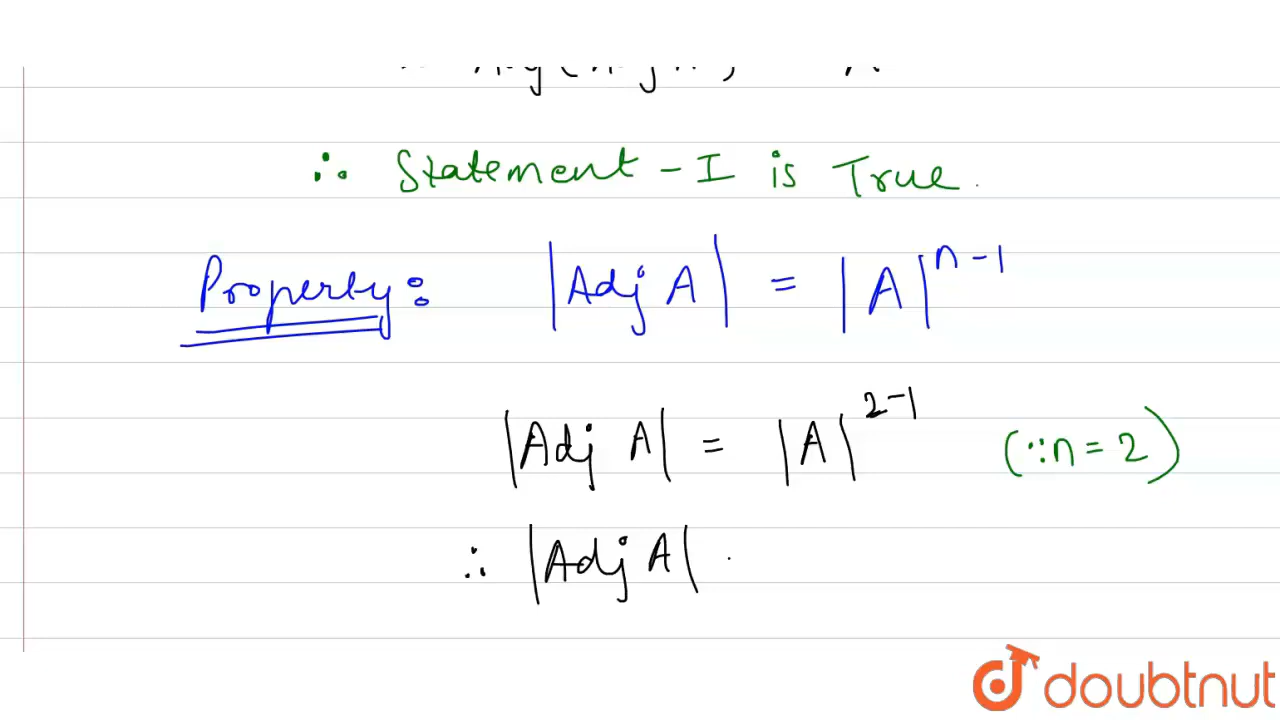 ∴ Statement - I is True.
Property: |Adj A| = |A|^{n-1}
|Adj A| = |A|^{2-1} (∵ n = 2)
∴ |Adj A|
doubtnut